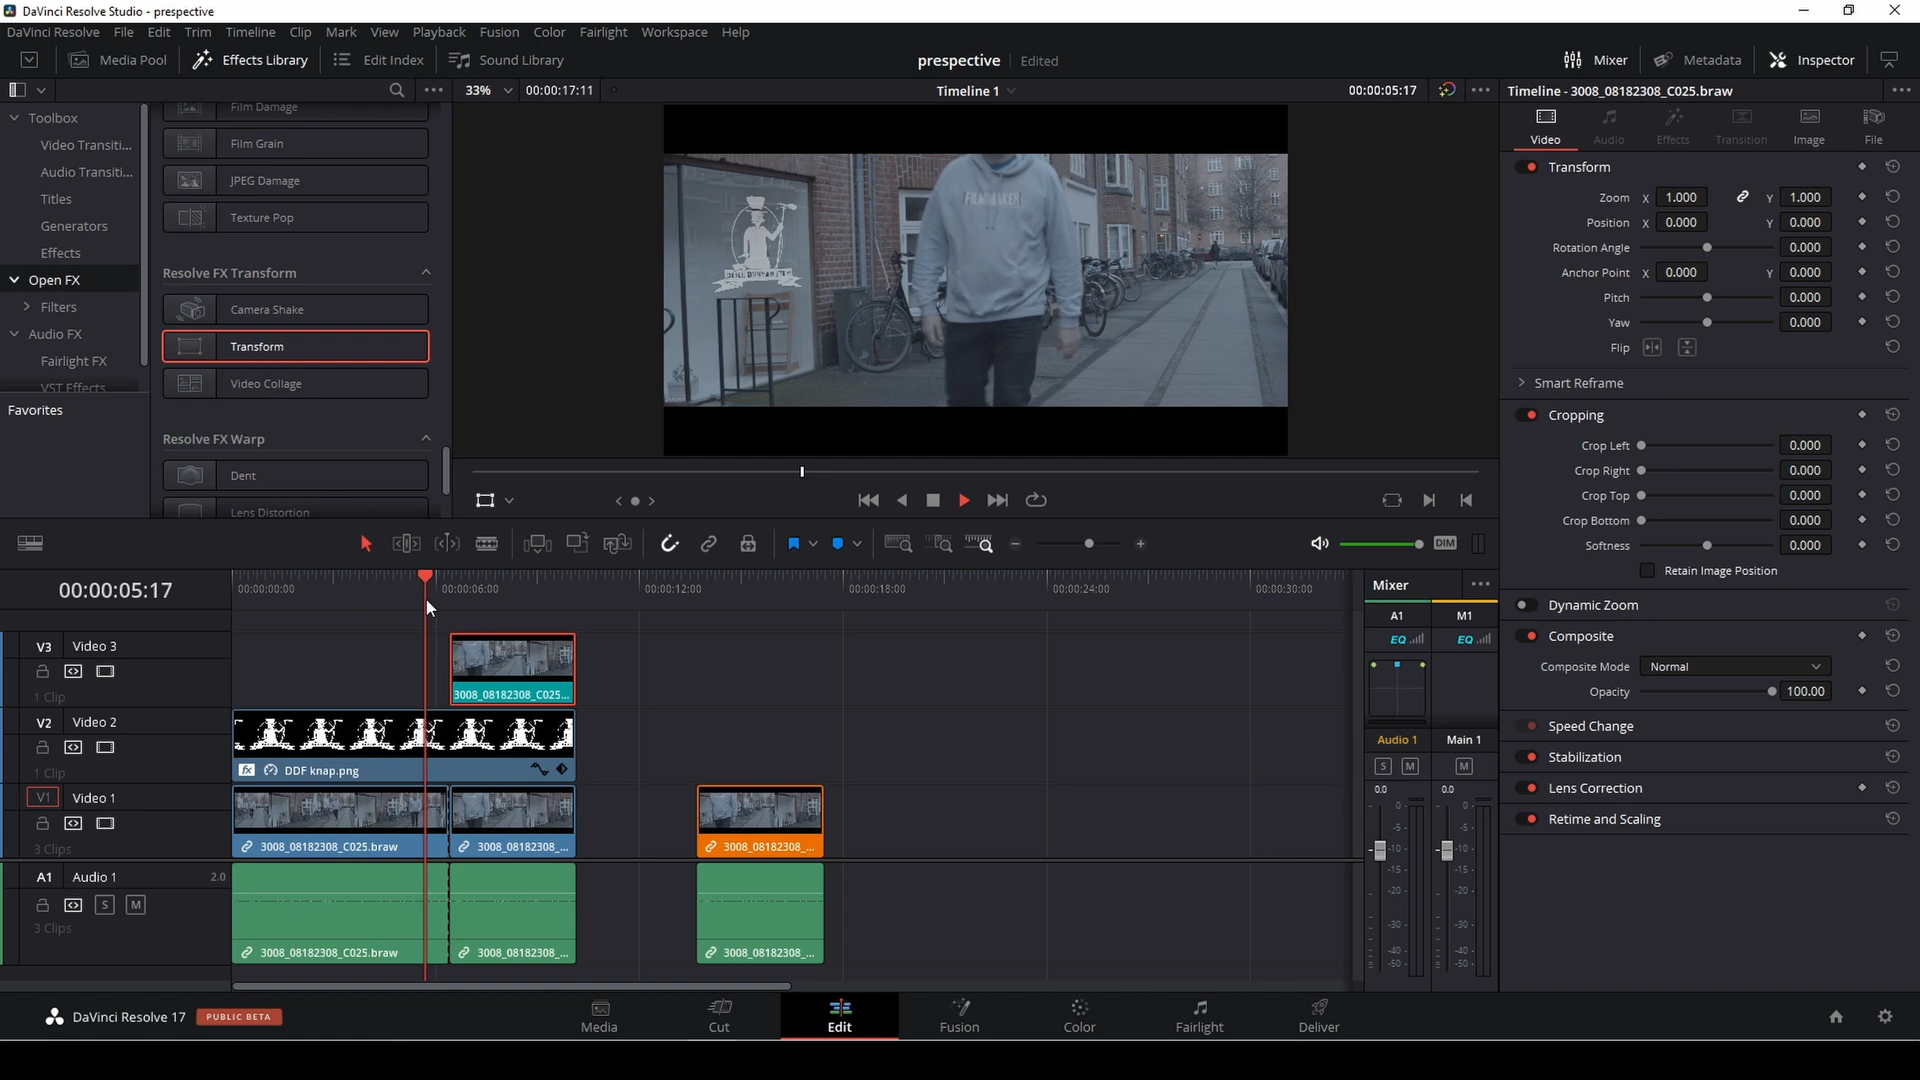 DaVinci Resolve Studio - prespective
DaVinci Resolve File Edit Trim Timeline Clip Mark View Playback Fusion Color Fairlight Workspace Help
Media Pool Effects Library Edit Index Sound Library prespective Edited Mixer Metadata Inspector
33% 00:00:17:11 Timeline 1 00:00:05:17 Timeline - 3008_08182308_C025.braw
Toolbox
Video Transiti...
Audio Transiti...
Titles
Generators
Effects
Open FX
Filters
Audio FX
Fairlight FX
VST Effects
Favorites
Film Damage
Film Grain
JPEG Damage
Texture Pop
Resolve FX Transform
Camera Shake
Transform
Video Collage
Resolve FX Warp
Dent
Lens Distortion
FILMMAKER
Video Audio Effects Transition Image File
Transform
Zoom X 1.000 Y 1.000
Position X 0.000 Y 0.000
Rotation Angle 0.000
Anchor Point X 0.000 Y 0.000
Pitch 0.000
Yaw 0.000
Flip
Smart Reframe
Cropping
Crop Left 0.000
Crop Right 0.000
Crop Top 0.000
Crop Bottom 0.000
Softness 0.000
Retain Image Position
Dynamic Zoom
Composite
Composite Mode Normal
Opacity 100.00
Speed Change
Stabilization
Lens Correction
Retime and Scaling
DIM
00:00:05:17
00:00:00:00 00:00:06:00 00:00:12:00 00:00:18:00 00:00:24:00 00:00:30:00
V3 Video 3
1 Clip
3008_08182308_C025...
V2 Video 2
1 Clip
fx DDF knap.png
V1 Video 1
3 Clips
3008_08182308_C025.braw 3008_08182308_... 3008_08182308_...
A1 Audio 1 2.0
S M
3 Clips
3008_08182308_C025.braw 3008_08182308_... 3008_08182308_...
Mixer
A1 M1
EQ EQ
Audio 1 Main 1
S M M
0.0 0.0
0 0
-5 -5
-10 -10
-15 -15
-20 -20
-30 -30
-40 -40
-50 -50
DaVinci Resolve 17 PUBLIC BETA
Media Cut Edit Fusion Color Fairlight Deliver